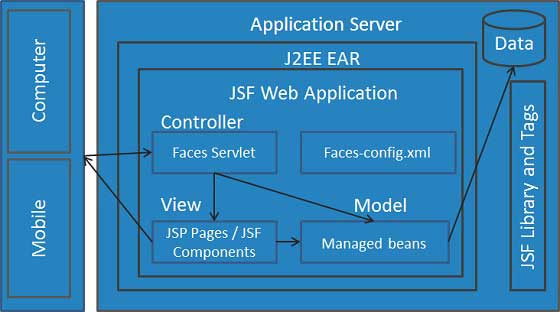 Computer
Mobile
Application Server
J2EE EAR
JSF Web Application
Controller
Faces Servlet
Faces-config.xml
View
Model
JSP Pages / JSF
Components
Managed beans
Data
JSF Library and Tags